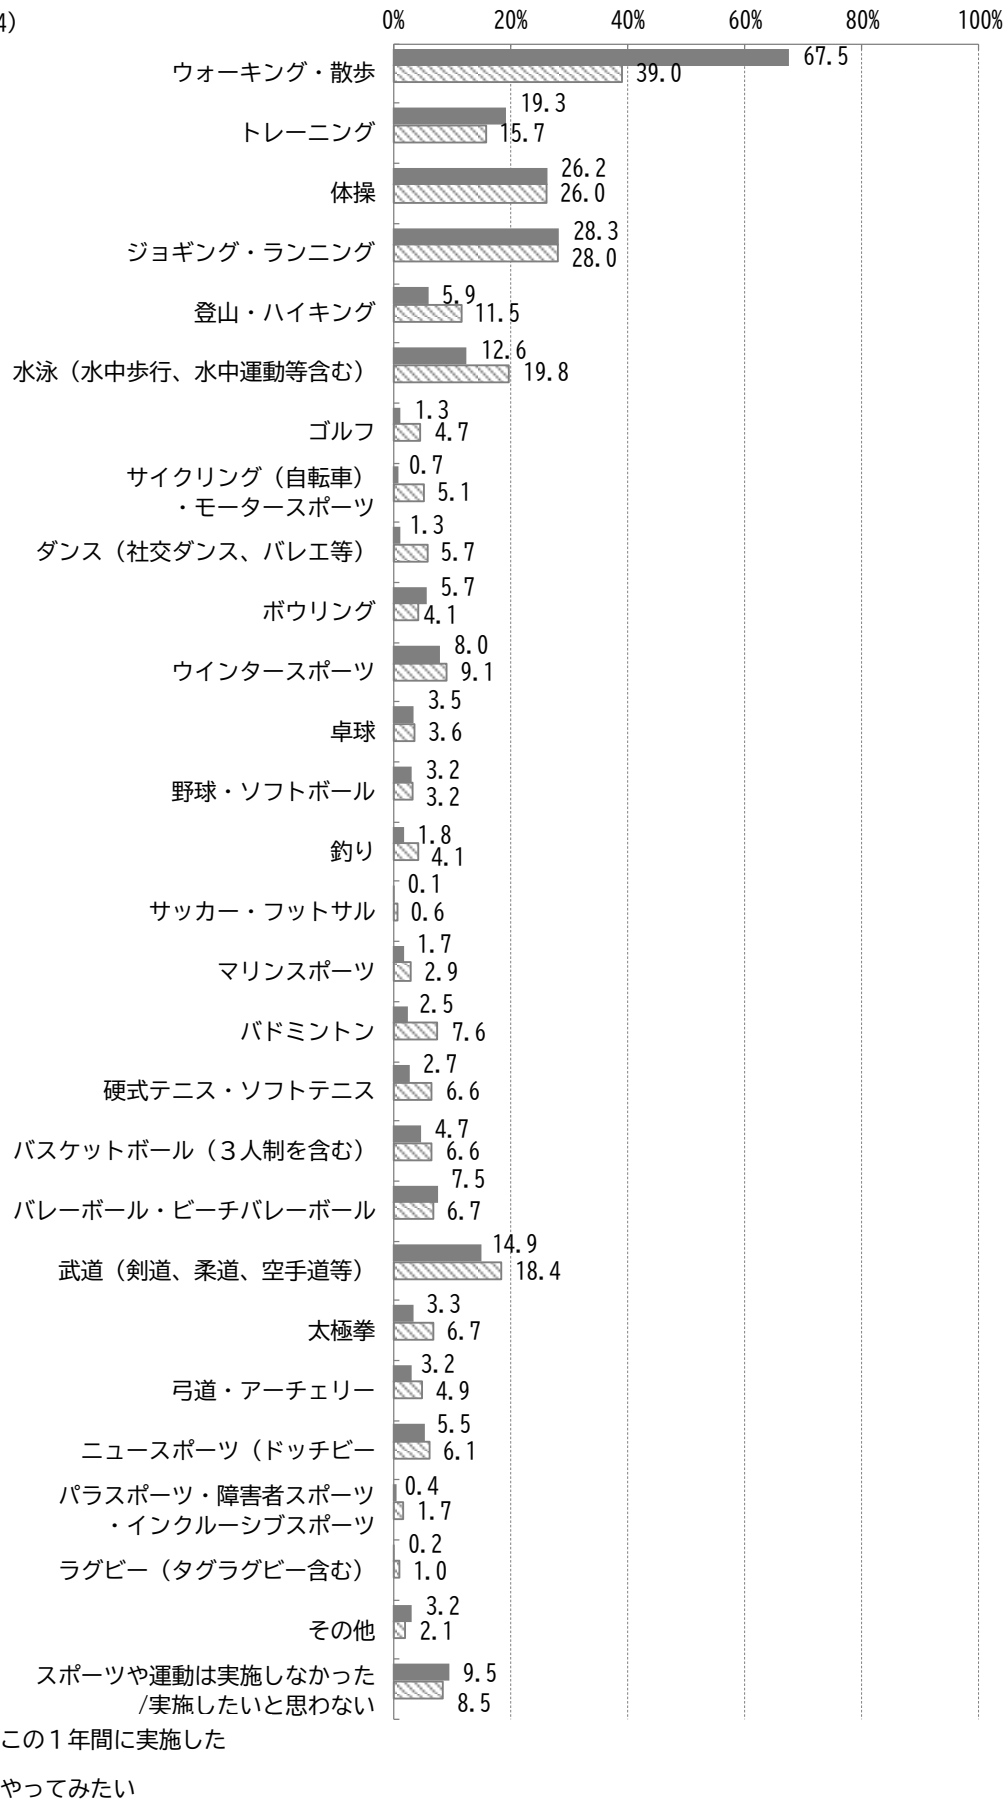 4)
0% 20% 40% 60% 80% 100%
ウォーキング・散歩 67.5
39.0
トレーニング 19.3
15.7
体操 26.2
26.0
ジョギング・ランニング 28.3
28.0
登山・ハイキング 5.9
11.5
水泳（水中歩行、水中運動等含む） 12.6
19.8
ゴルフ 1.3
4.7
サイクリング（自転車） 0.7
・モータースポーツ 5.1
ダンス（社交ダンス、バレエ等） 1.3
5.7
ボウリング 5.7
4.1
ウインタースポーツ 8.0
9.1
卓球 3.5
3.6
野球・ソフトボール 3.2
3.2
釣り 1.8
4.1
サッカー・フットサル 0.1
0.6
マリンスポーツ 1.7
2.9
バドミントン 2.5
7.6
硬式テニス・ソフトテニス 2.7
6.6
バスケットボール（３人制を含む） 4.7
6.6
バレーボール・ビーチバレーボール 7.5
6.7
武道（剣道、柔道、空手道等） 14.9
18.4
太極拳 3.3
6.7
弓道・アーチェリー 3.2
4.9
ニュースポーツ（ドッチビー 5.5
6.1
パラスポーツ・障害者スポーツ 0.4
・インクルーシブスポーツ 1.7
ラグビー（タグラグビー含む） 0.2
1.0
その他 3.2
2.1
スポーツや運動は実施しなかった 9.5
/実施したいと思わない 8.5
この１年間に実施した
やってみたい